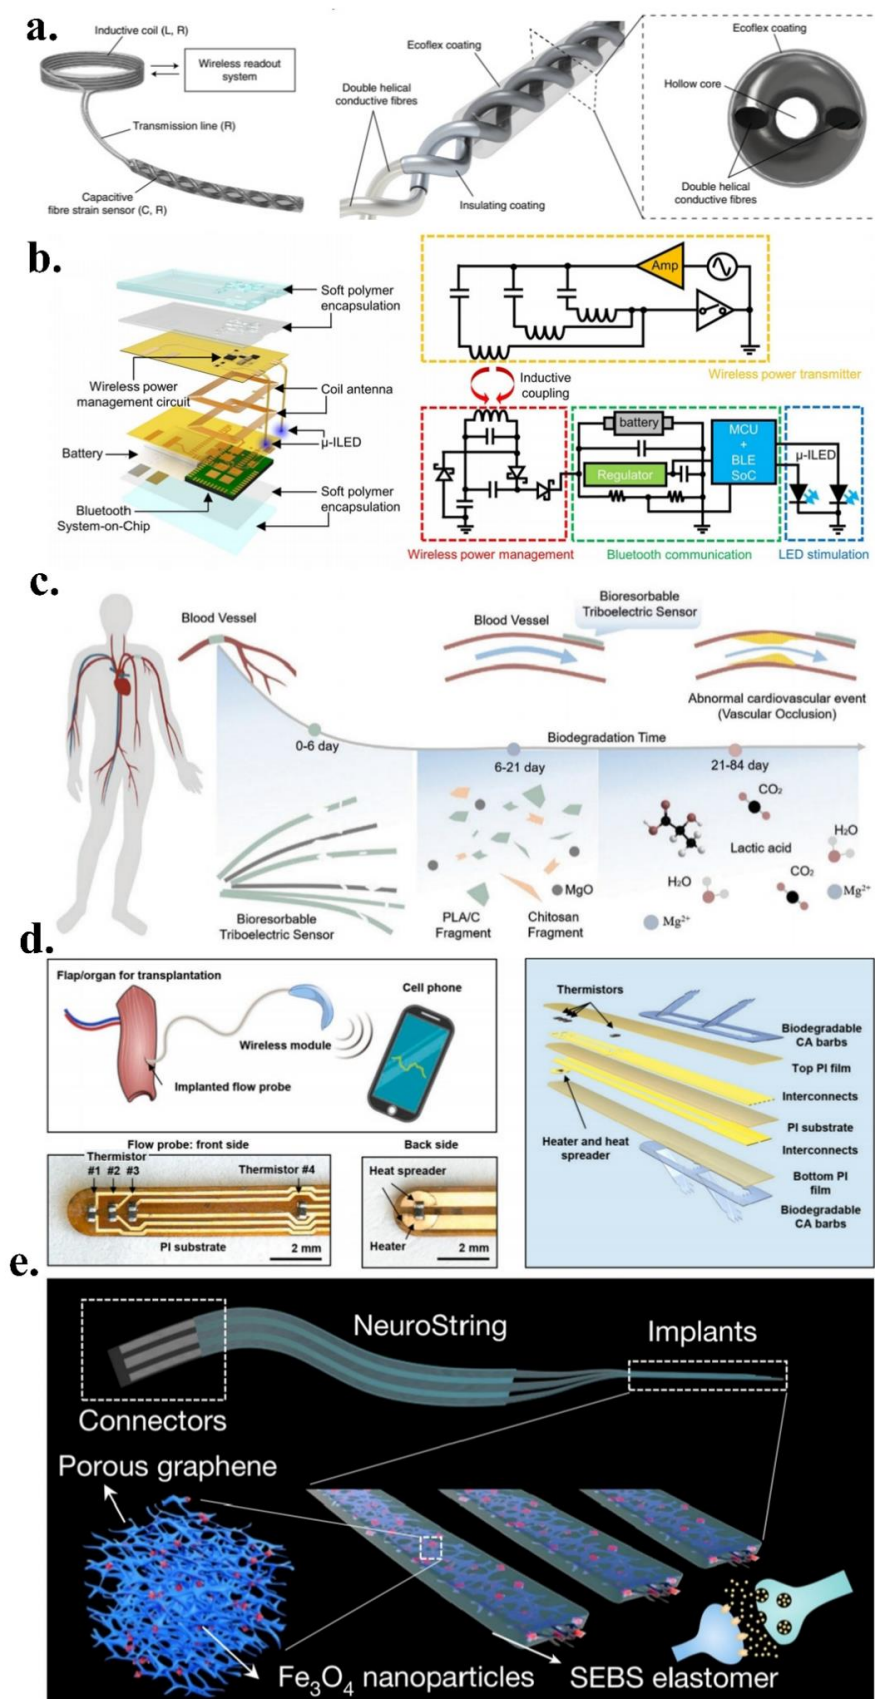 a.
Inductive coil (L, R)
Wireless readout
system
Transmission line (R)
Capacitive
fibre strain sensor (C, R)
Ecoflex coating
Double helical
conductive fibres
Insulating coating
Ecoflex coating
Hollow core
Double helical
conductive fibres
b.
Soft polymer
encapsulation
Wireless power
management circuit
Coil antenna
μ-ILED
Battery
Bluetooth
System-on-Chip
Soft polymer
encapsulation
Amp
Wireless power transmitter
Inductive
coupling
battery
Regulator
MCU
+
BLE
SoC
μ-ILED
Wireless power management
Bluetooth communication
LED stimulation
c.
Blood Vessel
Blood Vessel
Bioresorbable
Triboelectric Sensor
Abnormal cardiovascular event
(Vascular Occlusion)
0-6 day
Biodegradation Time
6-21 day
21-84 day
Bioresorbable
Triboelectric Sensor
MgO
PLA/C
Fragment
Chitosan
Fragment
CO₂
Lactic acid
H₂O
H₂O
CO₂
Mg²⁺
Mg²⁺
d.
Flap/organ for transplantation
Cell phone
Wireless module
Implanted flow probe
Flow probe: front side
Thermistor
#1 #2 #3
Thermistor #4
PI substrate
2 mm
Back side
Heat spreader
Heater
2 mm
Thermistors
Biodegradable
CA barbs
Top PI film
Interconnects
PI substrate
Interconnects
Heater and heat
spreader
Bottom PI
film
Biodegradable
CA barbs
e.
NeuroString
Implants
Connectors
Porous graphene
Fe₃O₄ nanoparticles
SEBS elastomer